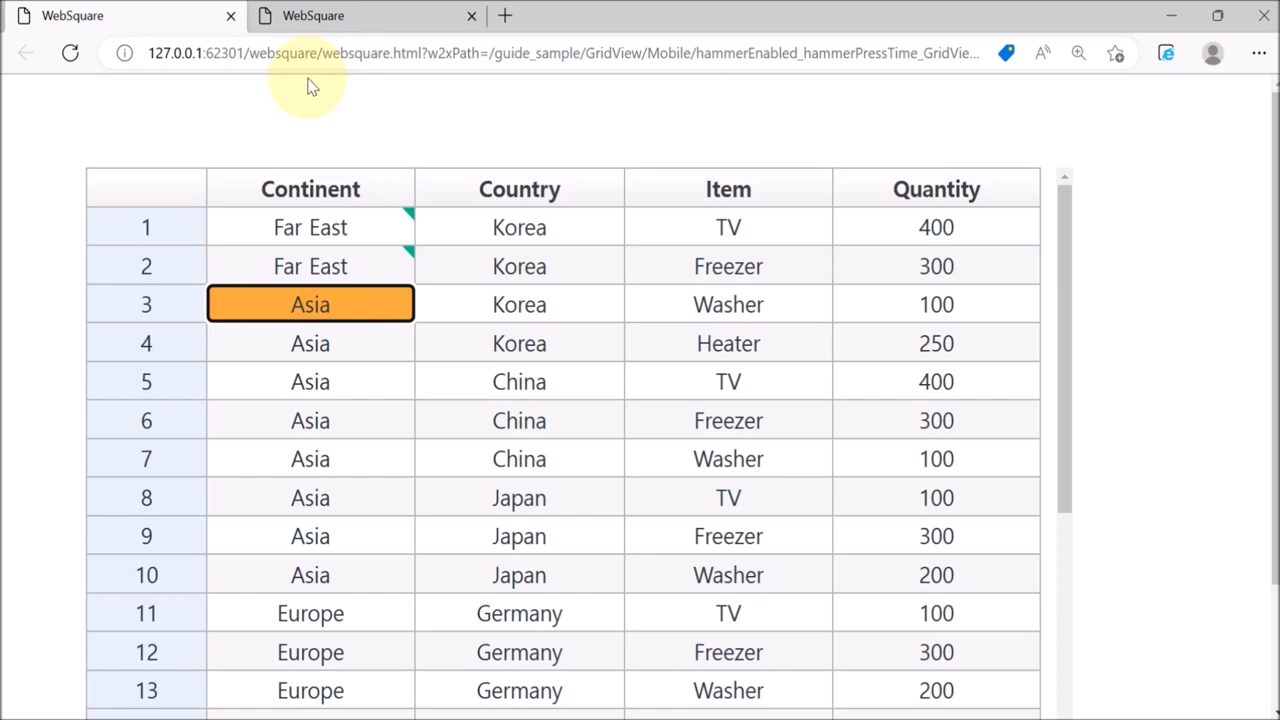 WebSquare WebSquare
127.0.0.1:62301/websquare/websquare.html?w2xPath=/guide_sample/GridView/Mobile/hammerEnabled_hammerPressTime_GridVie...
Continent Country Item Quantity
1 Far East Korea TV 400
2 Far East Korea Freezer 300
3 Asia Korea Washer 100
4 Asia Korea Heater 250
5 Asia China TV 400
6 Asia China Freezer 300
7 Asia China Washer 100
8 Asia Japan TV 100
9 Asia Japan Freezer 300
10 Asia Japan Washer 200
11 Europe Germany TV 100
12 Europe Germany Freezer 300
13 Europe Germany Washer 200